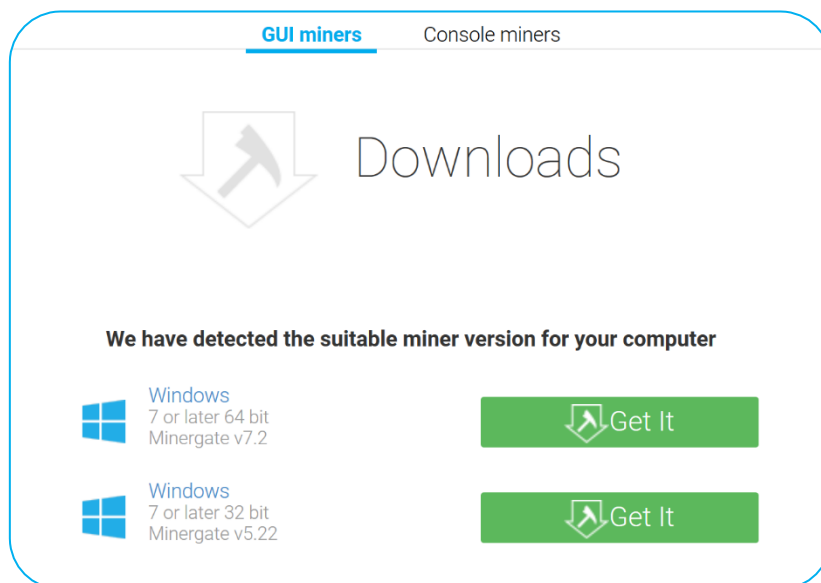 GUI miners
Console miners
Downloads
We have detected the suitable miner version for your computer
Windows
7 or later 64 bit
Minergate v7.2
Get It
Windows
7 or later 32 bit
Minergate v5.22
Get It